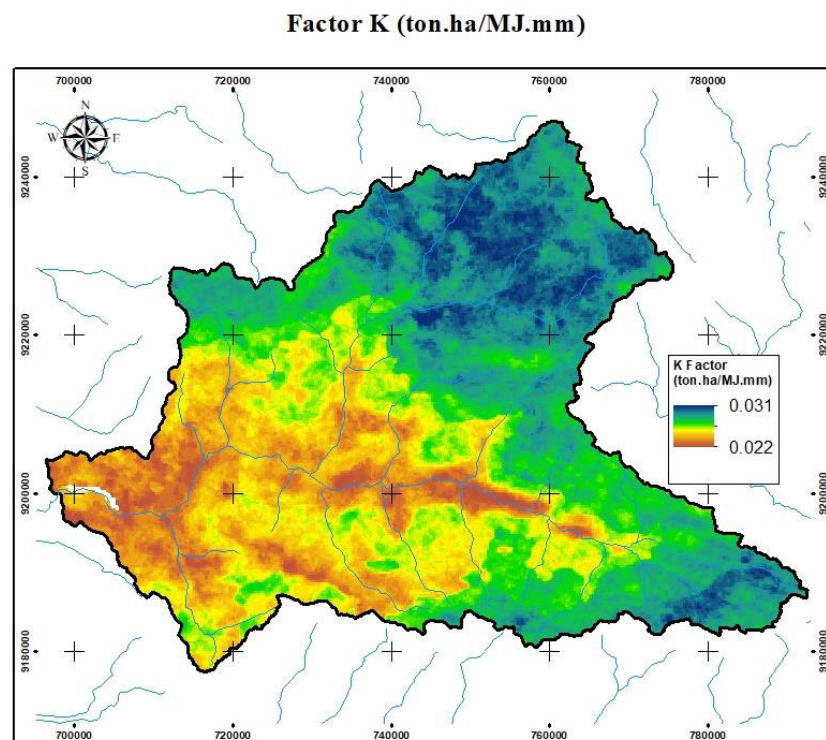 Factor K (ton.ha/MJ.mm)
700000 720000 740000 760000 780000
N
W E
S
9240000 9240000
9220000 9220000
K Factor
(ton.ha/MJ.mm)
0.031
0.022
9200000 9200000
9180000 9180000
700000 720000 740000 760000 780000